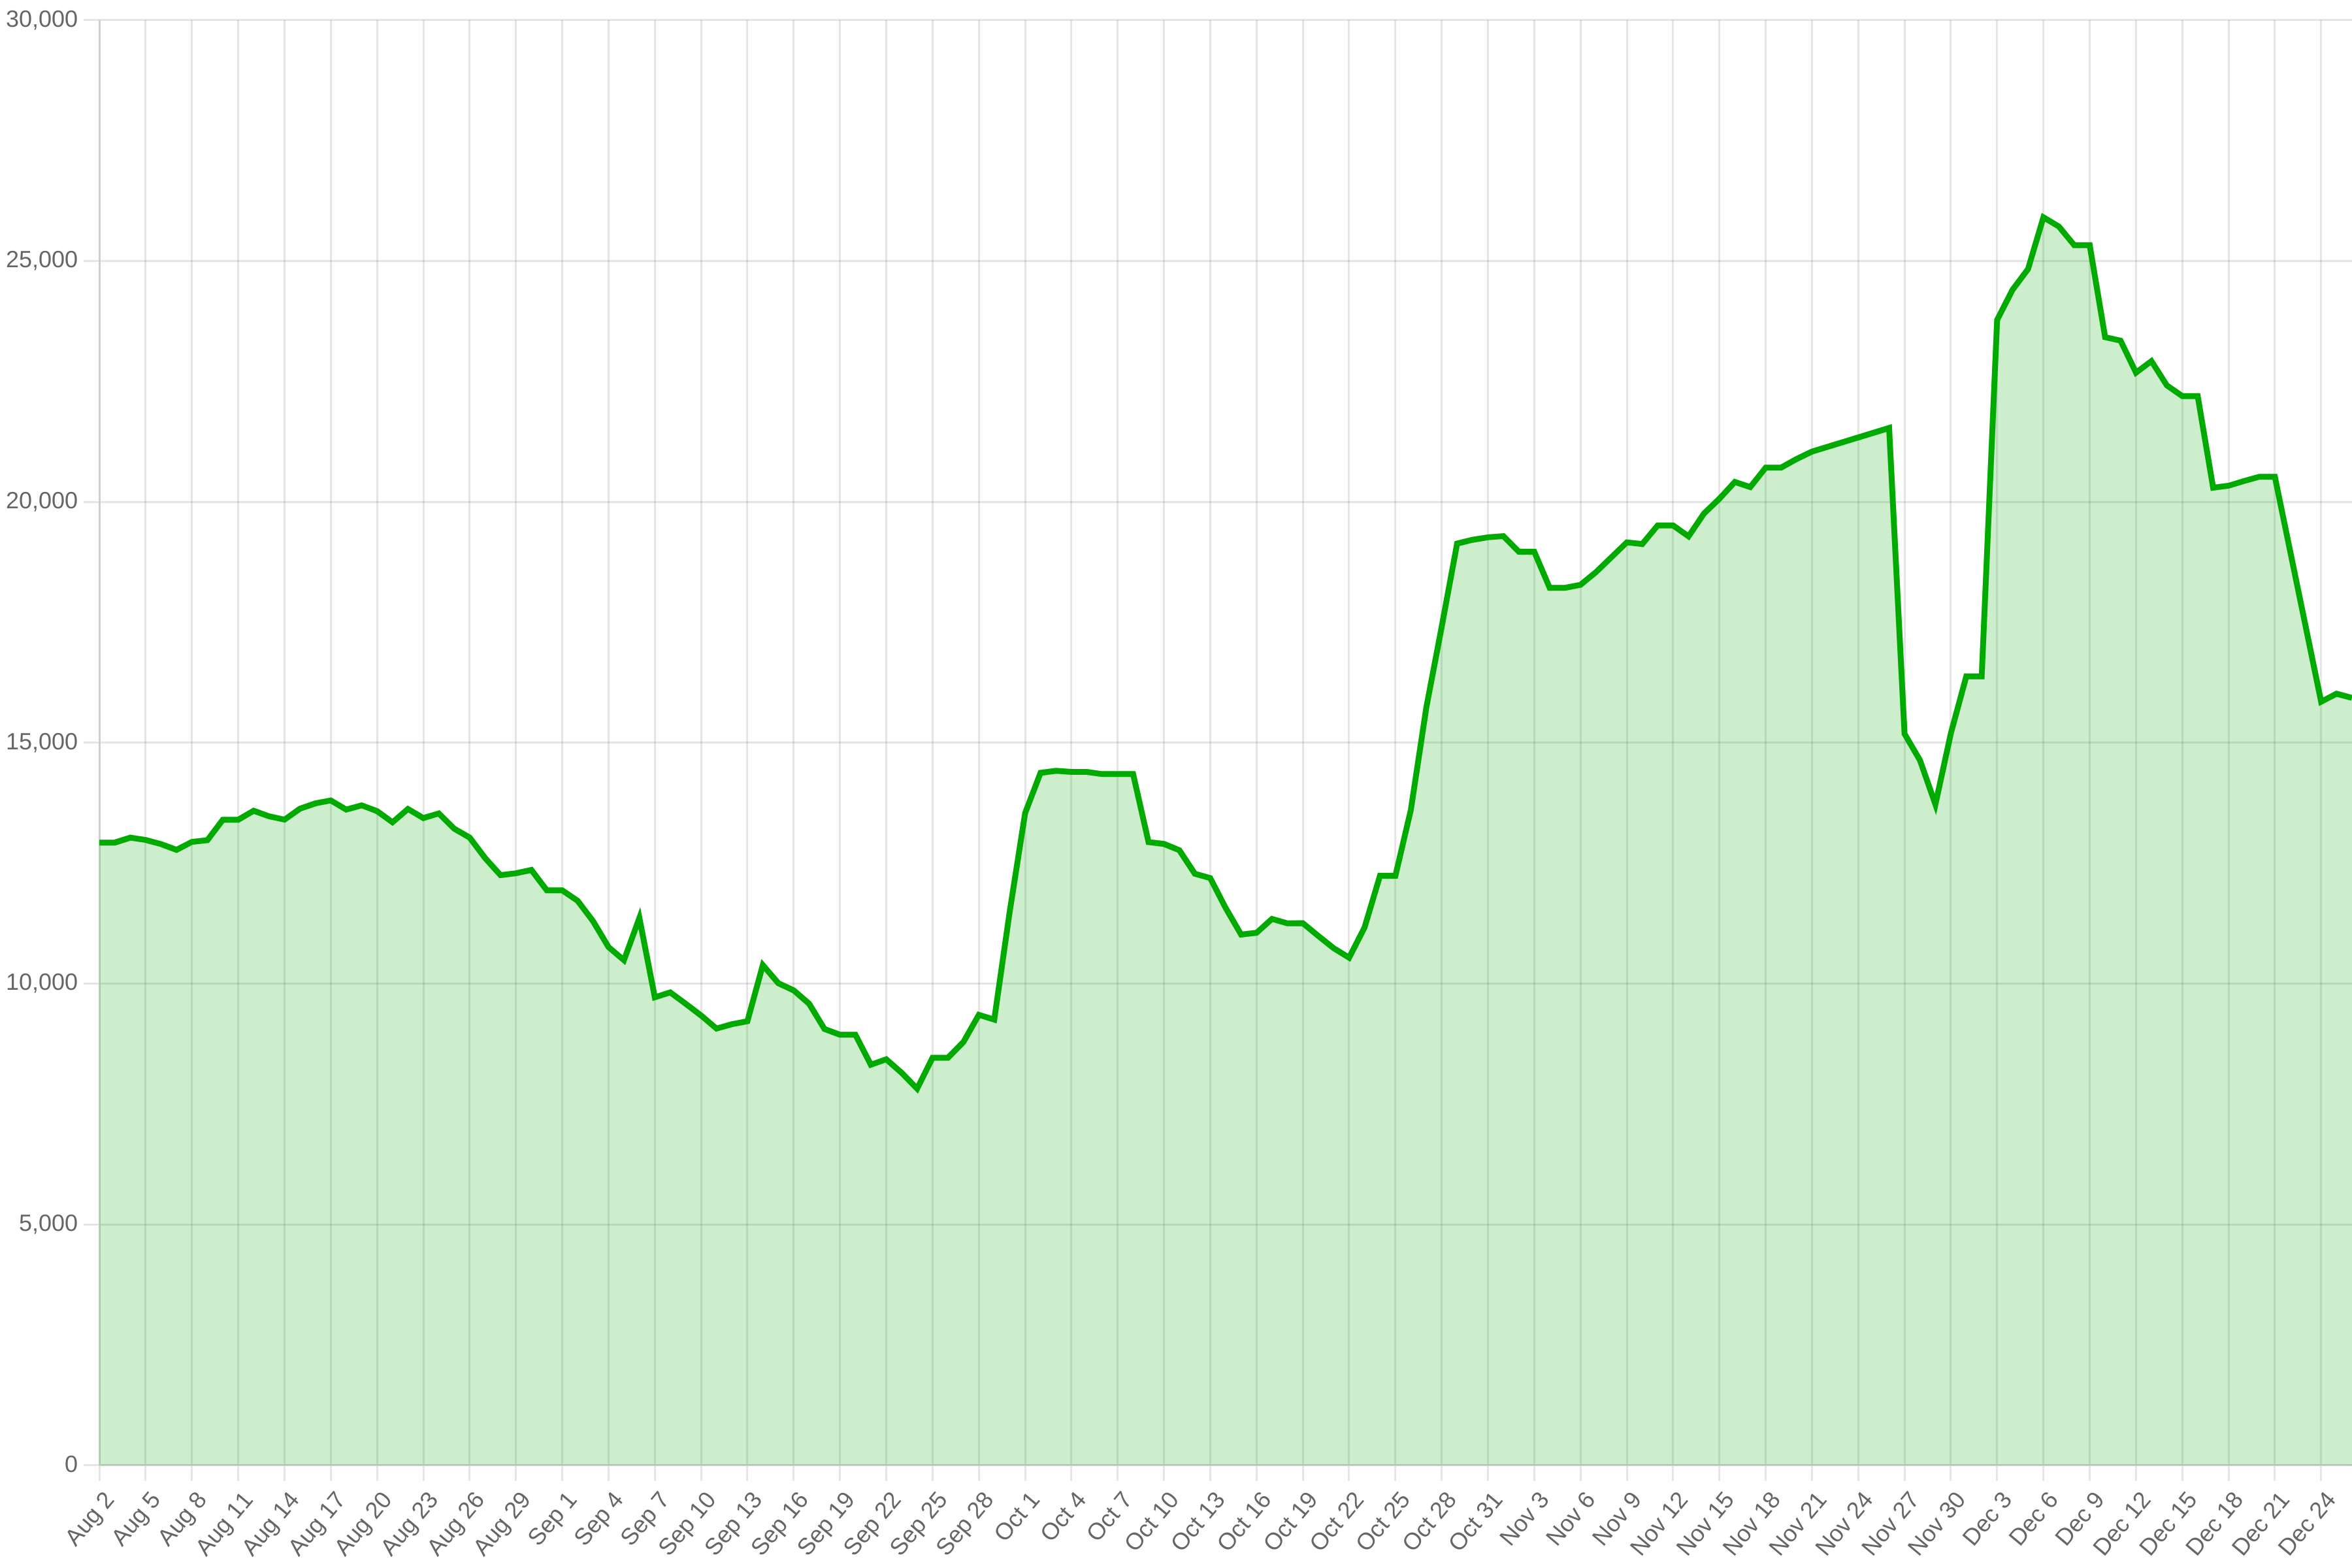 30,000
25,000
20,000
15,000
10,000
5,000
0
Aug 2
Aug 5
Aug 8
Aug 11
Aug 14
Aug 17
Aug 20
Aug 23
Aug 26
Aug 29
Sep 1
Sep 4
Sep 7
Sep 10
Sep 13
Sep 16
Sep 19
Sep 22
Sep 25
Sep 28
Oct 1
Oct 4
Oct 7
Oct 10
Oct 13
Oct 16
Oct 19
Oct 22
Oct 25
Oct 28
Oct 31
Nov 3
Nov 6
Nov 9
Nov 12
Nov 15
Nov 18
Nov 21
Nov 24
Nov 27
Nov 30
Dec 3
Dec 6
Dec 9
Dec 12
Dec 15
Dec 18
Dec 21
Dec 24